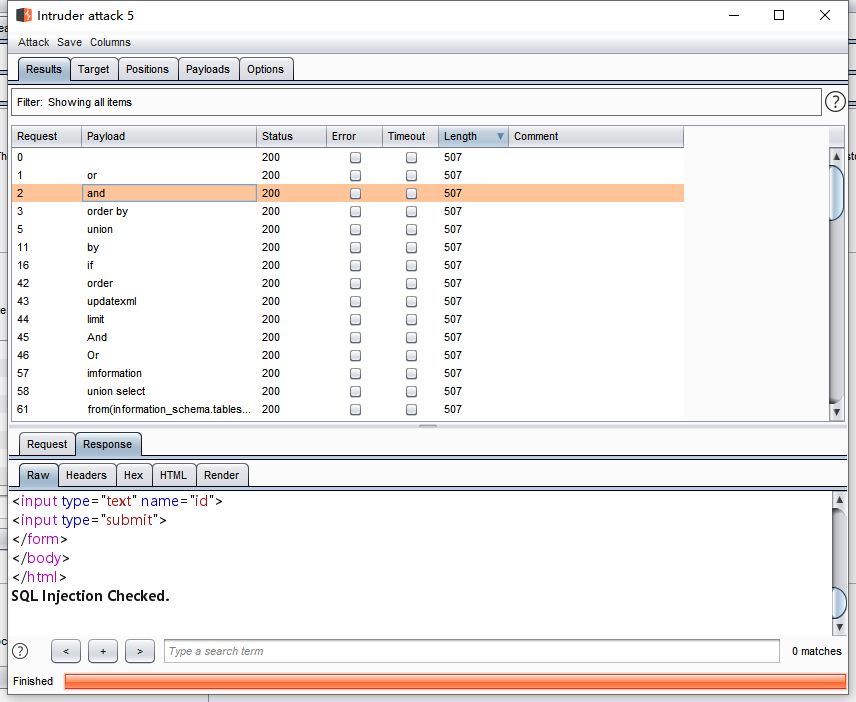 Intruder attack 5
Attack Save Columns
Results Target Positions Payloads Options
Filter: Showing all items
?
Request Payload Status Error Timeout Length Comment
0 200 507
1 or 200 507
2 and 200 507
3 order by 200 507
5 union 200 507
11 by 200 507
16 if 200 507
42 order 200 507
43 updatexml 200 507
44 limit 200 507
45 And 200 507
46 Or 200 507
57 imformation 200 507
58 union select 200 507
61 from(information_schema.tables... 200 507
Request Response
Raw Headers Hex HTML Render
<input type="text" name="id">
<input type="submit">
</form>
</body>
</html>
SQL Injection Checked.
? < + > Type a search term 0 matches
Finished